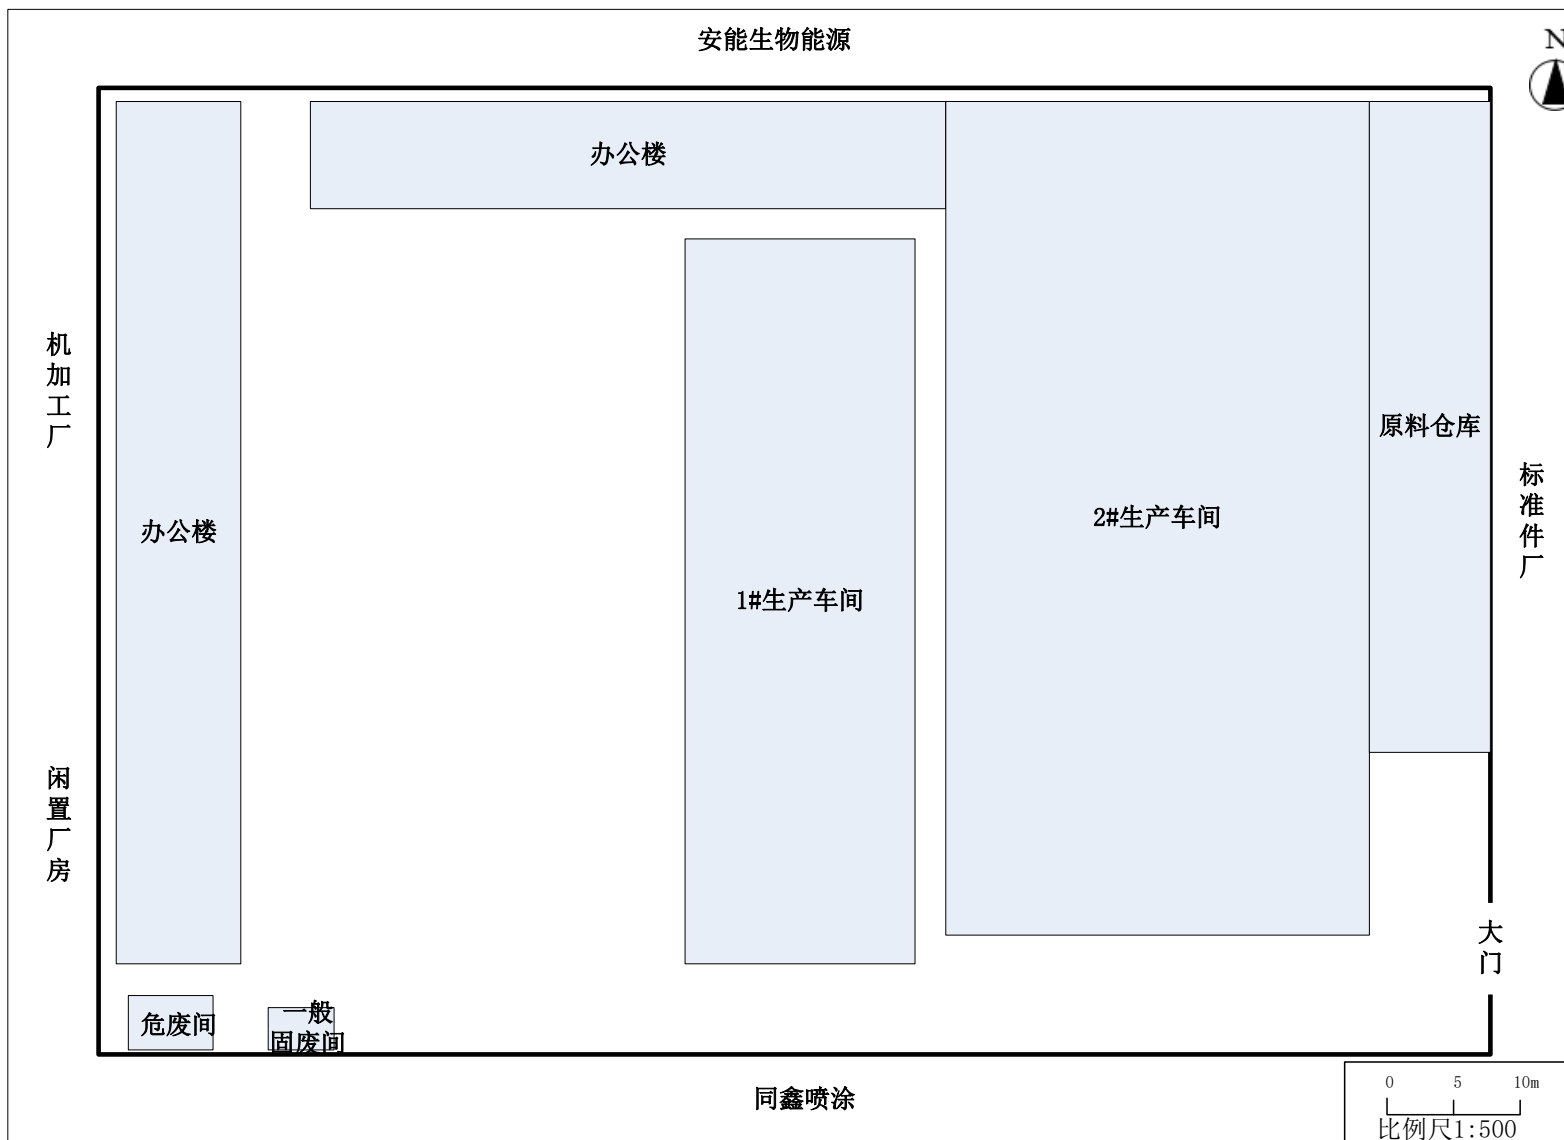 安能生物能源
N
办公楼
机加工厂
原料仓库
标准件厂
2#生产车间
办公楼
1#生产车间
闲置厂房
大门
一般
危废间
固废间
同鑫喷涂
0 5 10m
比例尺1:500